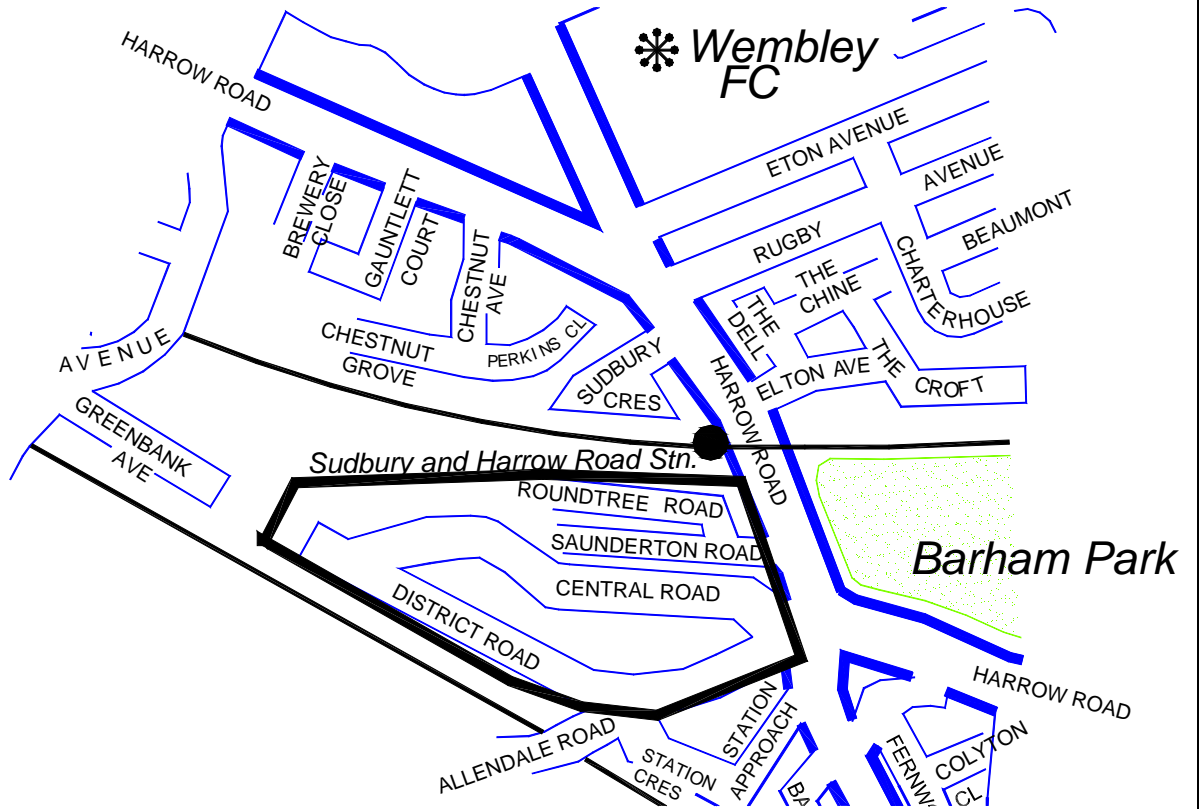 HARROW ROAD
Wembley
FC
ETON AVENUE
AVENUE
BEAUMONT
RUGBY
CHARTERHOUSE
THE
CHINE
THE
DELL
THE
CROFT
ELTON AVE
BREWERY
CLOSE
GAUNTLETT
COURT
CHESTNUT
AVE
CHESTNUT
GROVE
PERKINS CL
SUDBURY
CRES
HARROW ROAD
AVENUE
GREENBANK
AVE
Sudbury and Harrow Road Stn.
ROUNDTREE ROAD
SAUNDERTON ROAD
CENTRAL ROAD
DISTRICT ROAD
Barham Park
HARROW ROAD
STATION
APPROACH
ALLENDALE ROAD
STATION
CRES
BA
FERNW
COLYTON
CL